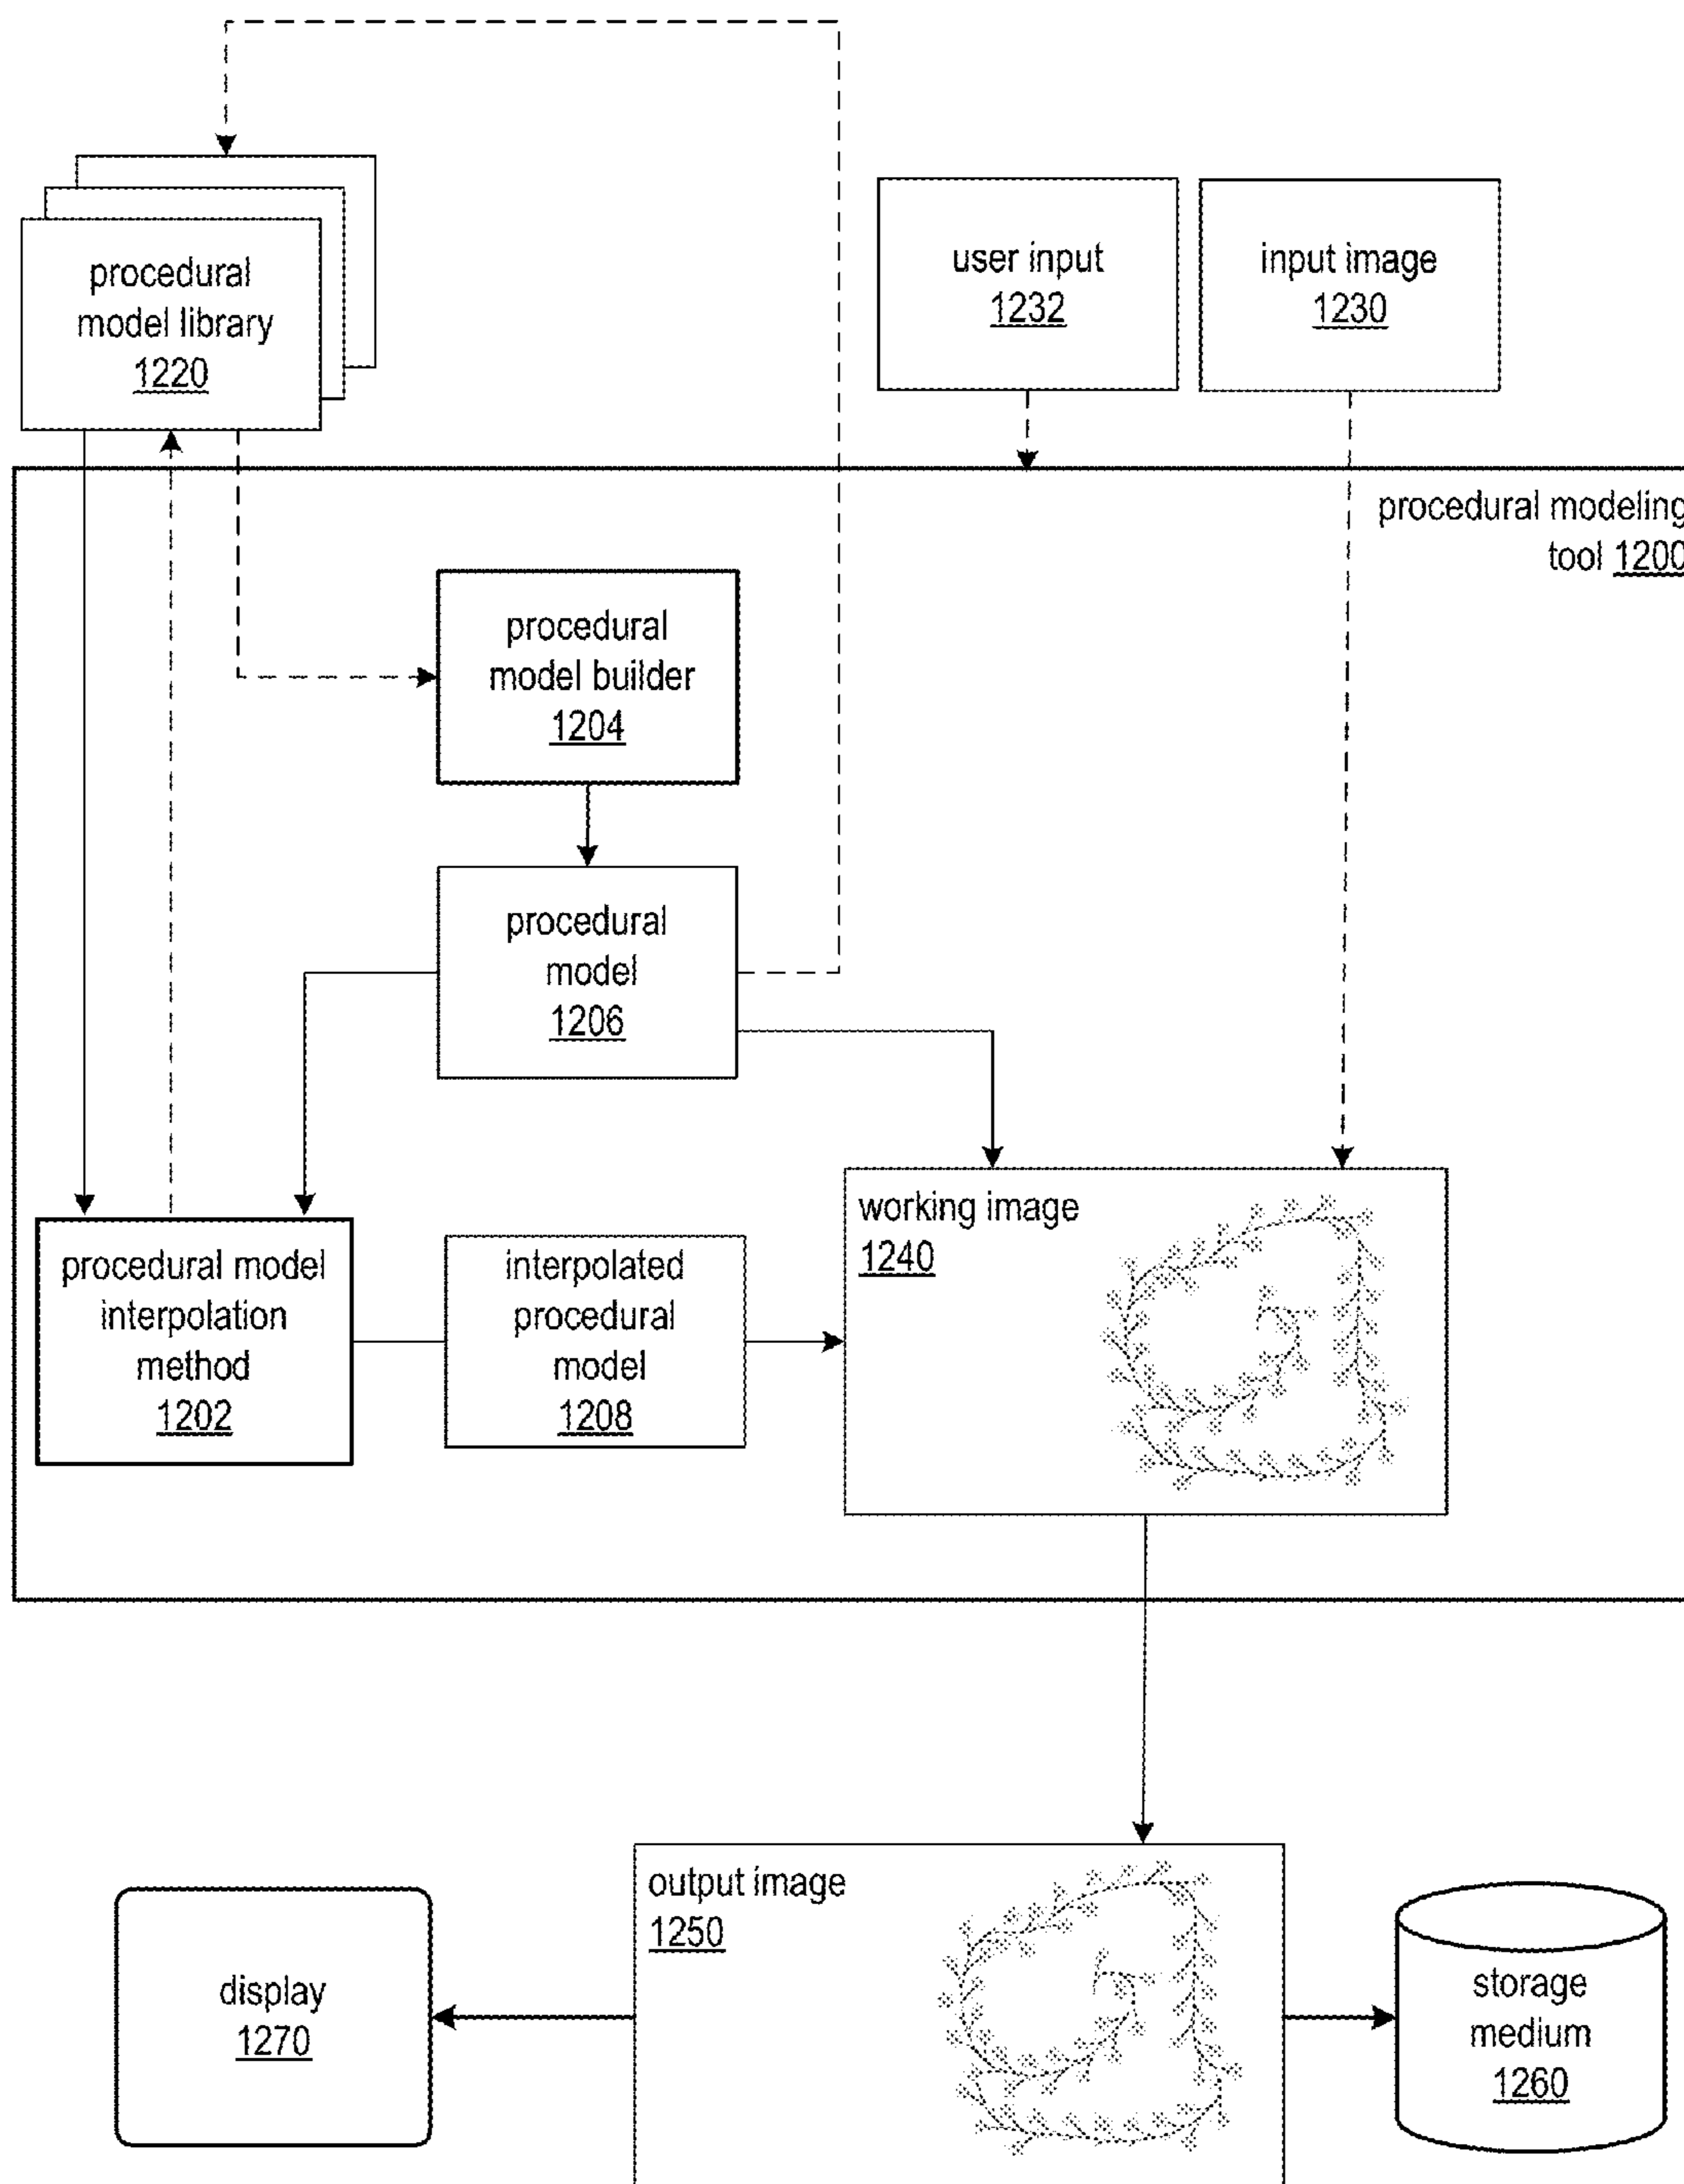 procedural
model library
1220
user input
1232
input image
1230
procedural modeling
tool 1200
procedural
model builder
1204
procedural
model
1206
procedural model
interpolation
method
1202
interpolated
procedural
model
1208
working image
1240
output image
1250
display
1270
storage
medium
1260